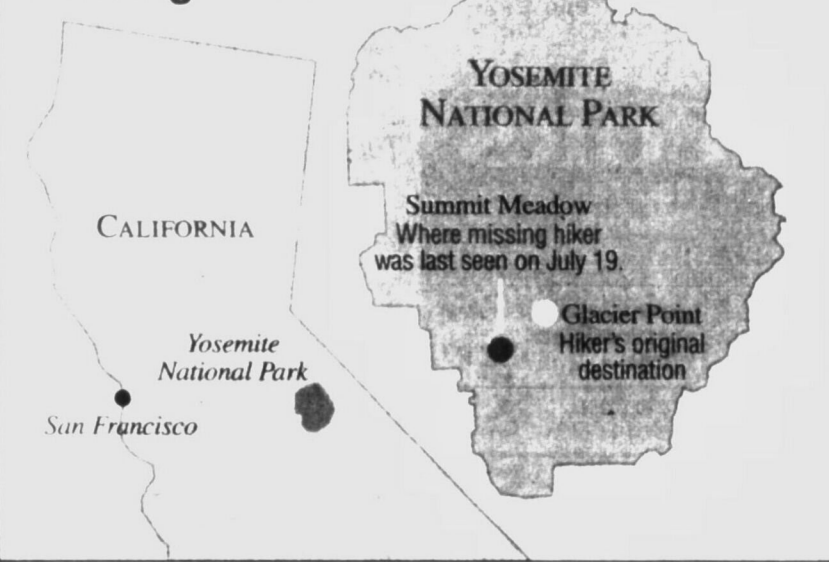 YOSEMITE
NATIONAL PARK
Summit Meadow
Where missing hiker
was last seen on July 19.
Glacier Point
Hiker's original
destination
CALIFORNIA
Yosemite
National Park
San Francisco